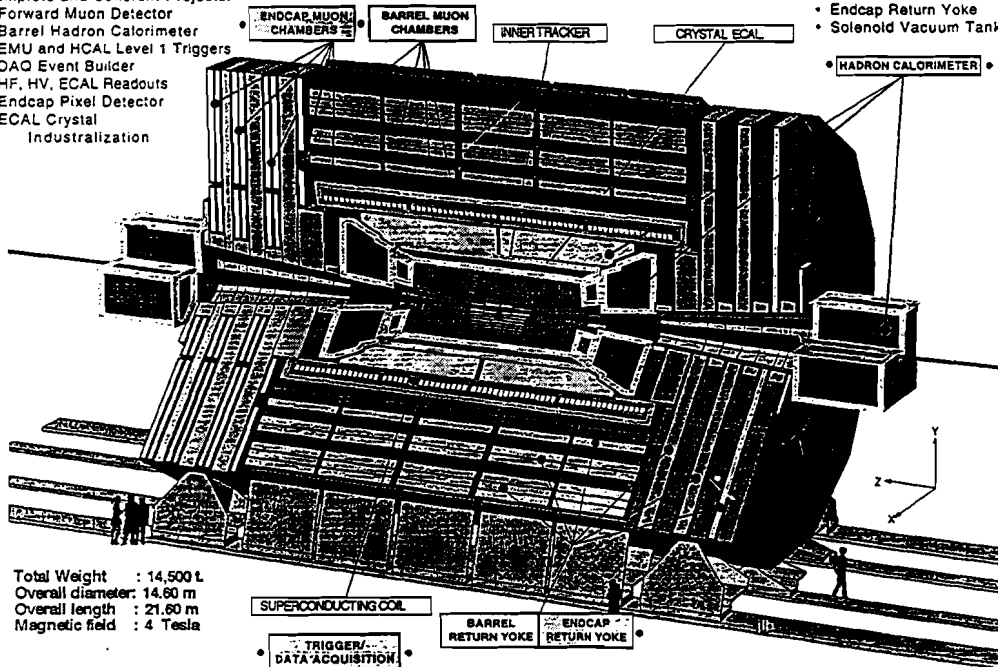 Forward Muon Detector
Barrel Hadron Calorimeter
EMU and HCAL Level 1 Triggers
DAQ Event Builder
HF, HV, ECAL Readouts
Endcap Pixel Detector
ECAL Crystal
Industralization
• ENDCAP MUON CHAMBERS •
BARREL MUON CHAMBERS
INNER TRACKER
CRYSTAL ECAL
• Endcap Return Yoke
• Solenoid Vacuum Tank
• HADRON CALORIMETER •
Y
Z
X
Total Weight : 14,500 t.
Overall diameter: 14.60 m
Overall length : 21.60 m
Magnetic field : 4 Tesla
SUPERCONDUCTING COIL
• TRIGGER/
DATA ACQUISITION •
BARREL
RETURN YOKE
ENDCAP
RETURN YOKE •